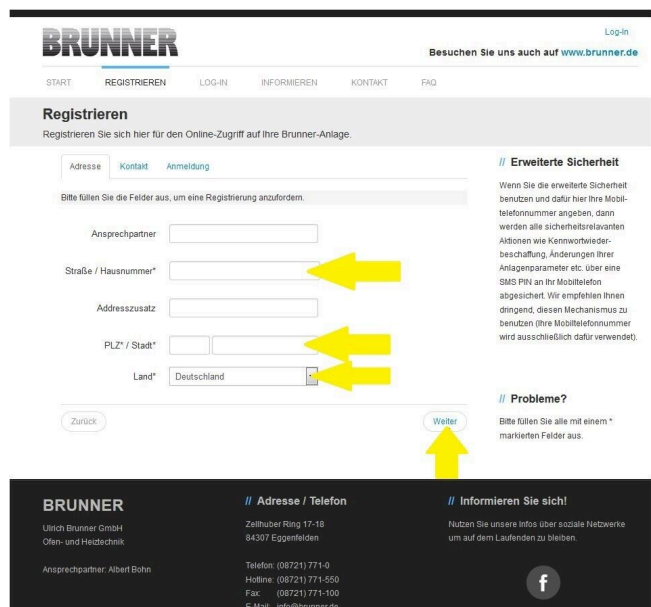 BRUNNER
Log-In
Besuchen Sie uns auch auf www.brunner.de
START REGISTRIEREN LOG-IN INFORMIEREN KONTAKT FAQ
Registrieren
Registrieren Sie sich hier für den Online-Zugriff auf Ihre Brunner-Anlage.
Adresse Kontakt Anmeldung
Bitte füllen Sie die Felder aus, um eine Registrierung anzufordern.
Ansprechpartner
Straße / Hausnummer*
Addresszusatz
PLZ* / Stadt*
Land* Deutschland
Zurück Weiter
// Erweiterte Sicherheit
Wenn Sie die erweiterte Sicherheit
benutzen und dafür hier Ihre Mobil-
telefonnummer angeben, dann
werden alle sicherheitsrelavanten
Aktionen wie Kennwortwieder-
beschaffung, Änderungen Ihrer
Anlagenparameter etc. über eine
SMS PIN an Ihr Mobiltelefon
abgesichert. Wir empfehlen Ihnen
dringend, diesen Mechanismus zu
benutzen (Ihre Mobiltelefonnummer
wird ausschließlich dafür verwendet).
// Probleme?
Bitte füllen Sie alle mit einem *
markierten Felder aus.
BRUNNER
Ulrich Brunner GmbH
Ofen- und Heiztechnik
Ansprechpartner: Albert Bohn
// Adresse / Telefon
Zellhuber Ring 17-18
84307 Eggenfelden
Telefon: (08721) 771-0
Hotline: (08721) 771-550
Fax: (08721) 771-100
E-Mail: info@brunner.de
// Informieren Sie sich!
Nutzen Sie unsere Infos über soziale Netzwerke
um auf dem Laufenden zu bleiben.
f